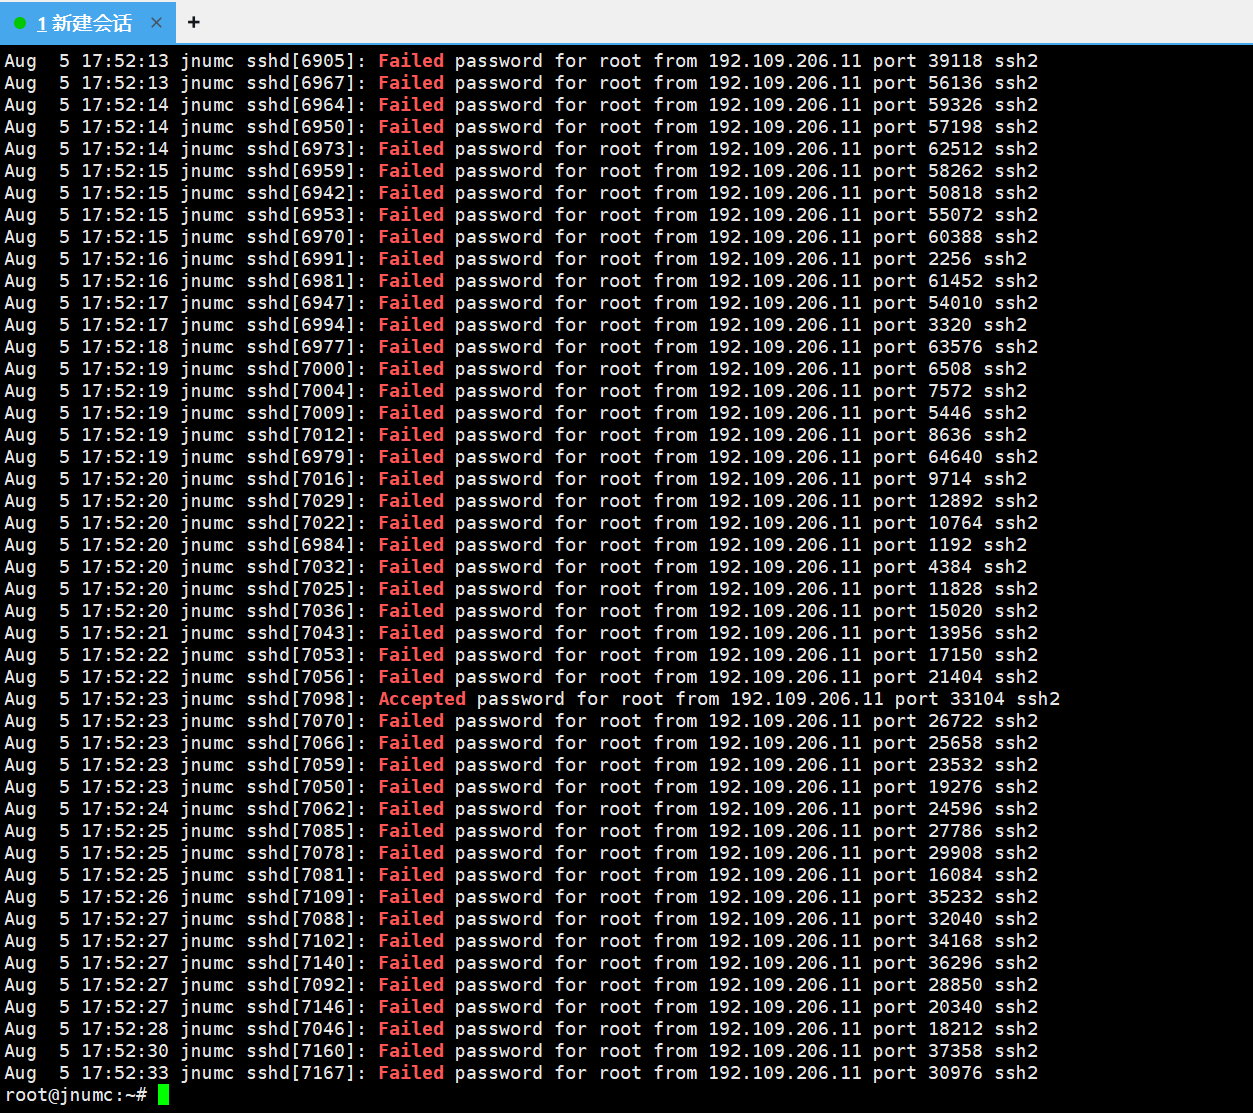 1 新建会话 × +
Aug  5 17:52:13 jnumc sshd[6905]: Failed password for root from 192.109.206.11 port 39118 ssh2
Aug  5 17:52:13 jnumc sshd[6967]: Failed password for root from 192.109.206.11 port 56136 ssh2
Aug  5 17:52:14 jnumc sshd[6964]: Failed password for root from 192.109.206.11 port 59326 ssh2
Aug  5 17:52:14 jnumc sshd[6950]: Failed password for root from 192.109.206.11 port 57198 ssh2
Aug  5 17:52:14 jnumc sshd[6973]: Failed password for root from 192.109.206.11 port 62512 ssh2
Aug  5 17:52:15 jnumc sshd[6959]: Failed password for root from 192.109.206.11 port 58262 ssh2
Aug  5 17:52:15 jnumc sshd[6942]: Failed password for root from 192.109.206.11 port 50818 ssh2
Aug  5 17:52:15 jnumc sshd[6953]: Failed password for root from 192.109.206.11 port 55072 ssh2
Aug  5 17:52:15 jnumc sshd[6970]: Failed password for root from 192.109.206.11 port 60388 ssh2
Aug  5 17:52:16 jnumc sshd[6991]: Failed password for root from 192.109.206.11 port 2256 ssh2
Aug  5 17:52:16 jnumc sshd[6981]: Failed password for root from 192.109.206.11 port 61452 ssh2
Aug  5 17:52:17 jnumc sshd[6947]: Failed password for root from 192.109.206.11 port 54010 ssh2
Aug  5 17:52:17 jnumc sshd[6994]: Failed password for root from 192.109.206.11 port 3320 ssh2
Aug  5 17:52:18 jnumc sshd[6977]: Failed password for root from 192.109.206.11 port 63576 ssh2
Aug  5 17:52:19 jnumc sshd[7000]: Failed password for root from 192.109.206.11 port 6508 ssh2
Aug  5 17:52:19 jnumc sshd[7004]: Failed password for root from 192.109.206.11 port 7572 ssh2
Aug  5 17:52:19 jnumc sshd[7009]: Failed password for root from 192.109.206.11 port 5446 ssh2
Aug  5 17:52:19 jnumc sshd[7012]: Failed password for root from 192.109.206.11 port 8636 ssh2
Aug  5 17:52:19 jnumc sshd[6979]: Failed password for root from 192.109.206.11 port 64640 ssh2
Aug  5 17:52:20 jnumc sshd[7016]: Failed password for root from 192.109.206.11 port 9714 ssh2
Aug  5 17:52:20 jnumc sshd[7029]: Failed password for root from 192.109.206.11 port 12892 ssh2
Aug  5 17:52:20 jnumc sshd[7022]: Failed password for root from 192.109.206.11 port 10764 ssh2
Aug  5 17:52:20 jnumc sshd[6984]: Failed password for root from 192.109.206.11 port 1192 ssh2
Aug  5 17:52:20 jnumc sshd[7032]: Failed password for root from 192.109.206.11 port 4384 ssh2
Aug  5 17:52:20 jnumc sshd[7025]: Failed password for root from 192.109.206.11 port 11828 ssh2
Aug  5 17:52:20 jnumc sshd[7036]: Failed password for root from 192.109.206.11 port 15020 ssh2
Aug  5 17:52:21 jnumc sshd[7043]: Failed password for root from 192.109.206.11 port 13956 ssh2
Aug  5 17:52:22 jnumc sshd[7053]: Failed password for root from 192.109.206.11 port 17150 ssh2
Aug  5 17:52:22 jnumc sshd[7056]: Failed password for root from 192.109.206.11 port 21404 ssh2
Aug  5 17:52:23 jnumc sshd[7098]: Accepted password for root from 192.109.206.11 port 33104 ssh2
Aug  5 17:52:23 jnumc sshd[7070]: Failed password for root from 192.109.206.11 port 26722 ssh2
Aug  5 17:52:23 jnumc sshd[7066]: Failed password for root from 192.109.206.11 port 25658 ssh2
Aug  5 17:52:23 jnumc sshd[7059]: Failed password for root from 192.109.206.11 port 23532 ssh2
Aug  5 17:52:23 jnumc sshd[7050]: Failed password for root from 192.109.206.11 port 19276 ssh2
Aug  5 17:52:24 jnumc sshd[7062]: Failed password for root from 192.109.206.11 port 24596 ssh2
Aug  5 17:52:25 jnumc sshd[7085]: Failed password for root from 192.109.206.11 port 27786 ssh2
Aug  5 17:52:25 jnumc sshd[7078]: Failed password for root from 192.109.206.11 port 29908 ssh2
Aug  5 17:52:25 jnumc sshd[7081]: Failed password for root from 192.109.206.11 port 16084 ssh2
Aug  5 17:52:26 jnumc sshd[7109]: Failed password for root from 192.109.206.11 port 35232 ssh2
Aug  5 17:52:27 jnumc sshd[7088]: Failed password for root from 192.109.206.11 port 32040 ssh2
Aug  5 17:52:27 jnumc sshd[7102]: Failed password for root from 192.109.206.11 port 34168 ssh2
Aug  5 17:52:27 jnumc sshd[7140]: Failed password for root from 192.109.206.11 port 36296 ssh2
Aug  5 17:52:27 jnumc sshd[7092]: Failed password for root from 192.109.206.11 port 28850 ssh2
Aug  5 17:52:27 jnumc sshd[7146]: Failed password for root from 192.109.206.11 port 20340 ssh2
Aug  5 17:52:28 jnumc sshd[7046]: Failed password for root from 192.109.206.11 port 18212 ssh2
Aug  5 17:52:30 jnumc sshd[7160]: Failed password for root from 192.109.206.11 port 37358 ssh2
Aug  5 17:52:33 jnumc sshd[7167]: Failed password for root from 192.109.206.11 port 30976 ssh2
root@jnumc:~#